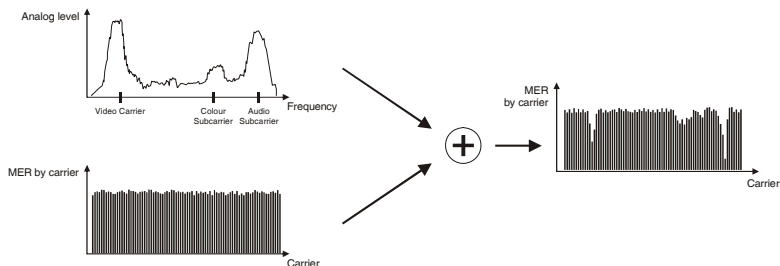 Analog level
Video Carrier
Colour
Subcarrier
Audio
Subcarrier
Frequency
MER by carrier
Carrier
MER
by carrier
Carrier